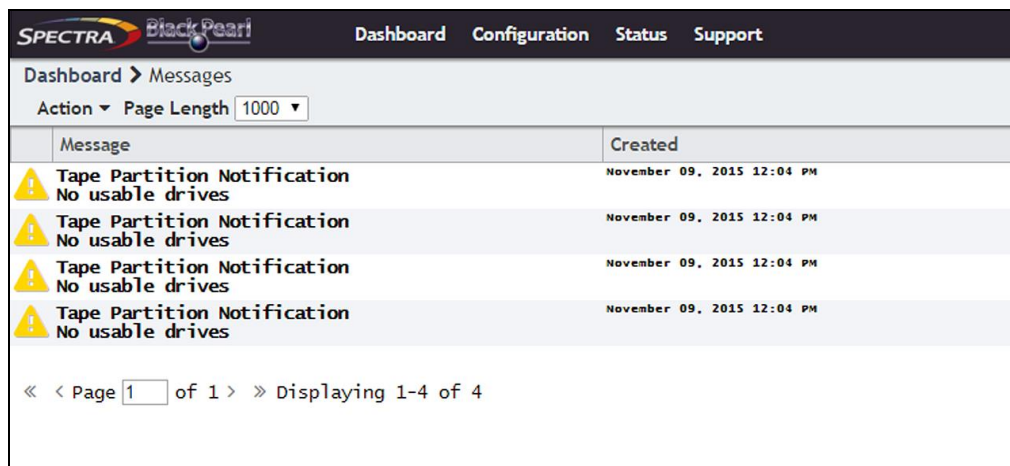 SPECTRA BlackPearl Dashboard Configuration Status Support
Dashboard > Messages
Action ▾ Page Length 1000 ▼
Message Created
Tape Partition Notification November 09, 2015 12:04 PM
No usable drives
Tape Partition Notification November 09, 2015 12:04 PM
No usable drives
Tape Partition Notification November 09, 2015 12:04 PM
No usable drives
Tape Partition Notification November 09, 2015 12:04 PM
No usable drives
« < Page 1 of 1 > » Displaying 1-4 of 4